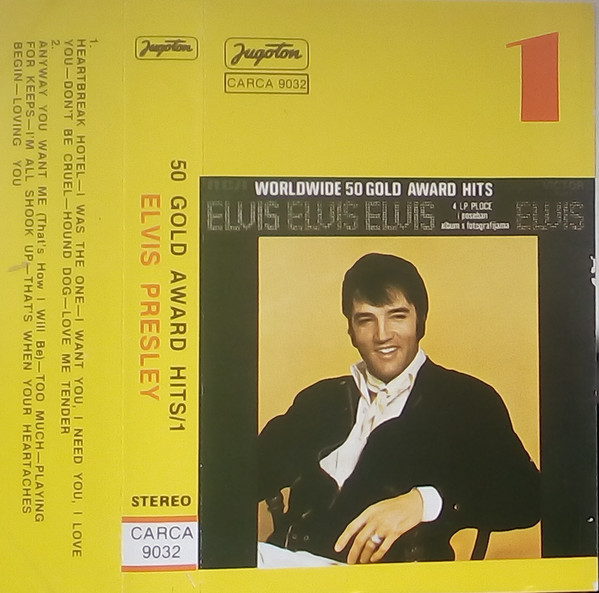 1.
HEARTBREAK HOTEL—I WAS THE ONE—I WANT YOU, I NEED YOU, I LOVE
YOU—DON'T BE CRUEL—HOUND DOG—LOVE ME TENDER
2.
ANYWAY YOU WANT ME (That's How I Will Be)—TOO MUCH—PLAYING
FOR KEEPS—I'M ALL SHOOK UP—THAT'S WHEN YOUR HEARTACHES
BEGIN—LOVING YOU
Jugoton
50 GOLD AWARD HITS/1
ELVIS PRESLEY
STEREO
CARCA
9032
Jugoton
CARCA 9032
1
RCA WORLDWIDE 50 GOLD AWARD HITS VICTOR
ELVIS ELVIS ELVIS ELVIS
4 LP PLOČE
i poseban
album s fotografijama